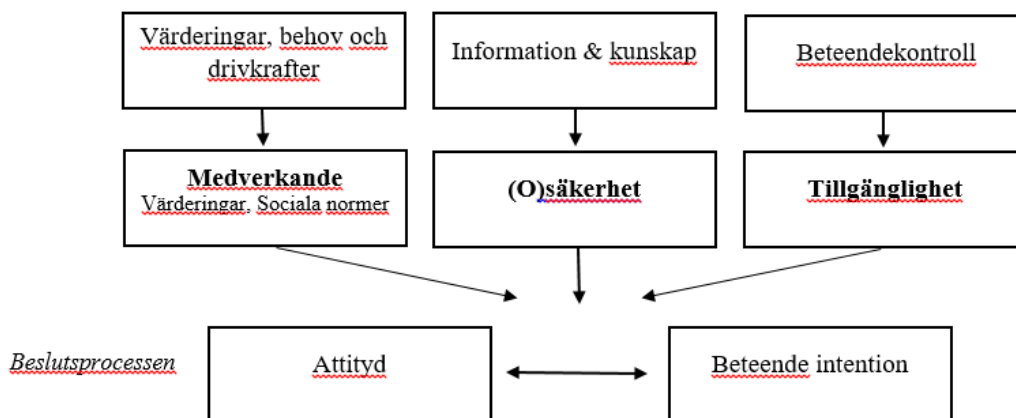 Värderingar, behov och
drivkrafter
Information & kunskap
Beteendekontroll
Medverkande
Värderingar, Sociala normer
(O)säkerhet
Tillgänglighet
Beslutsprocessen
Attityd
Beteende intention